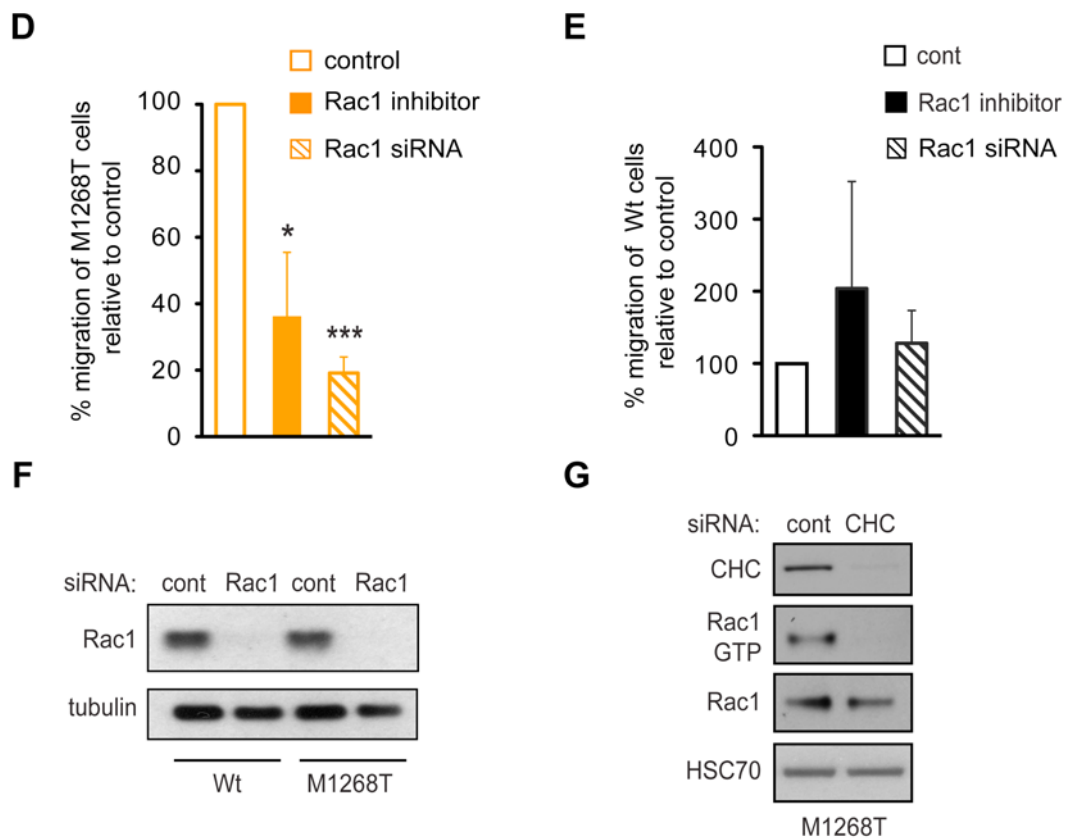 D
control
Rac1 inhibitor
Rac1 siRNA
% migration of M1268T cells
relative to control
100
80
60
40
20
0
*
***
E
cont
Rac1 inhibitor
Rac1 siRNA
% migration of Wt cells
relative to control
400
300
200
100
0
F
siRNA: cont Rac1 cont Rac1
Rac1
tubulin
Wt M1268T
G
siRNA: cont CHC
CHC
Rac1
GTP
Rac1
HSC70
M1268T